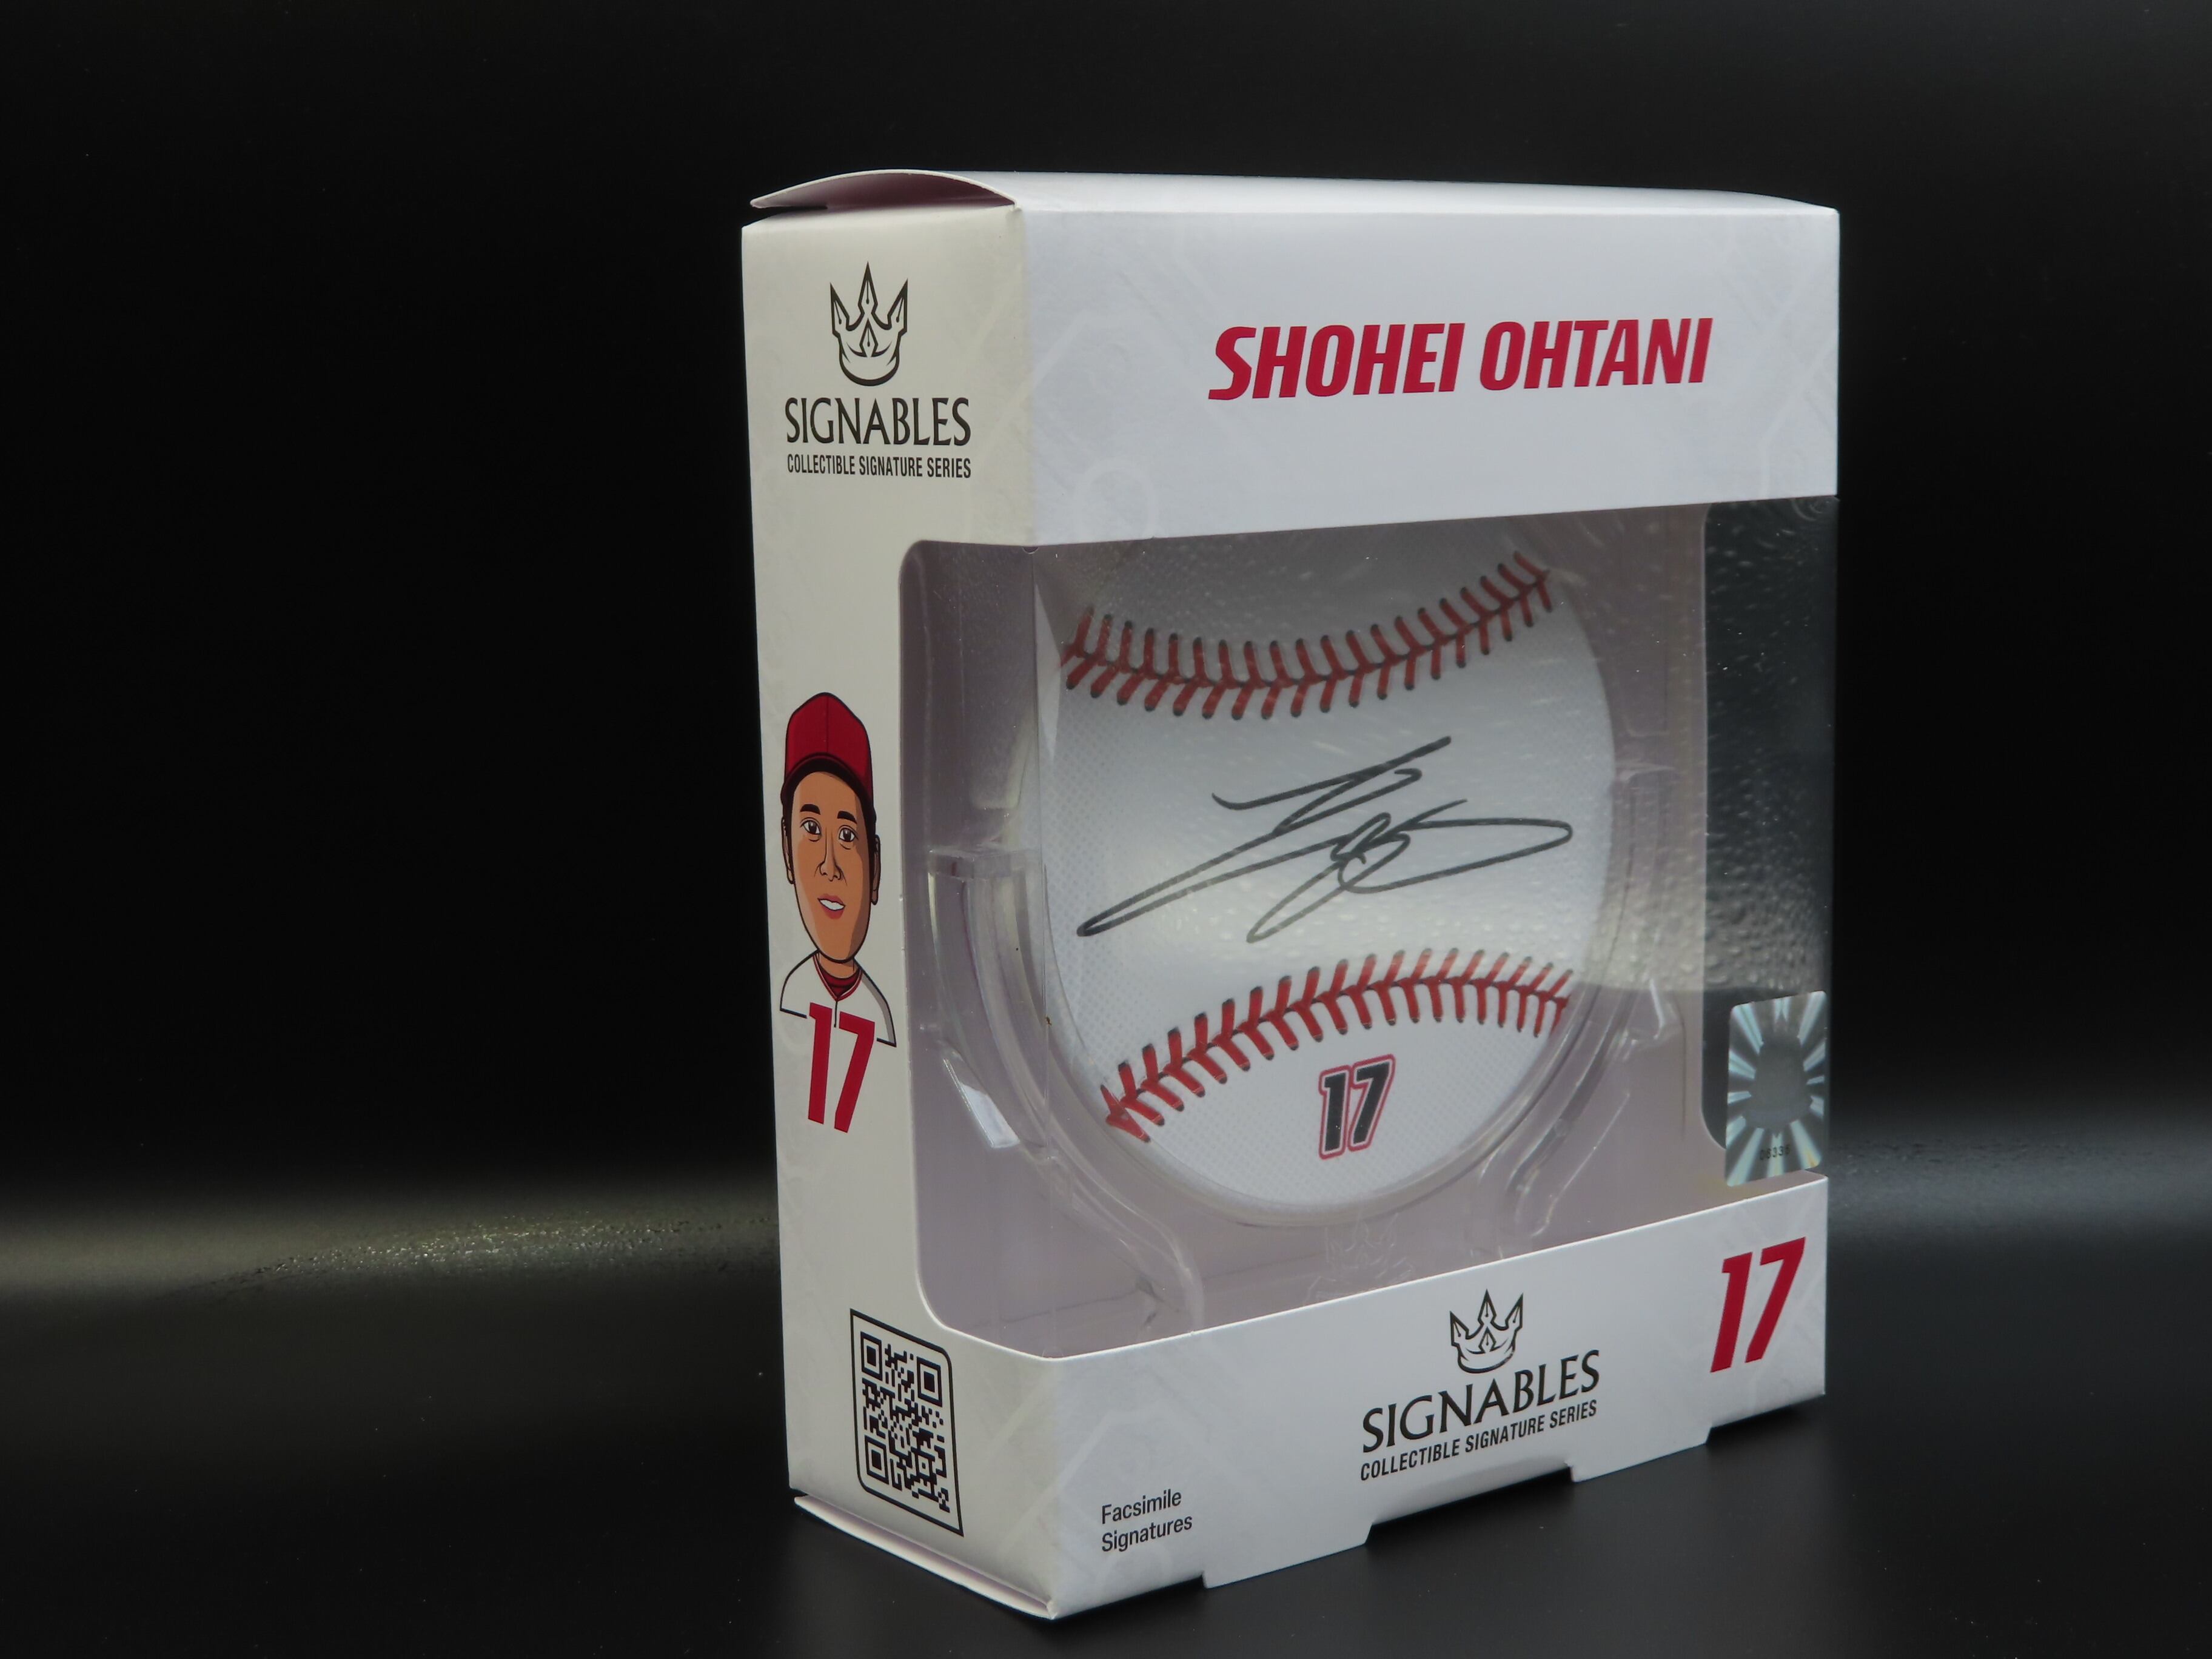 SIGNABLES
COLLECTIBLE SIGNATURE SERIES
17
SHOHEI OHTANI
17
17
SIGNABLES
COLLECTIBLE SIGNATURE SERIES
Facsimile
Signatures